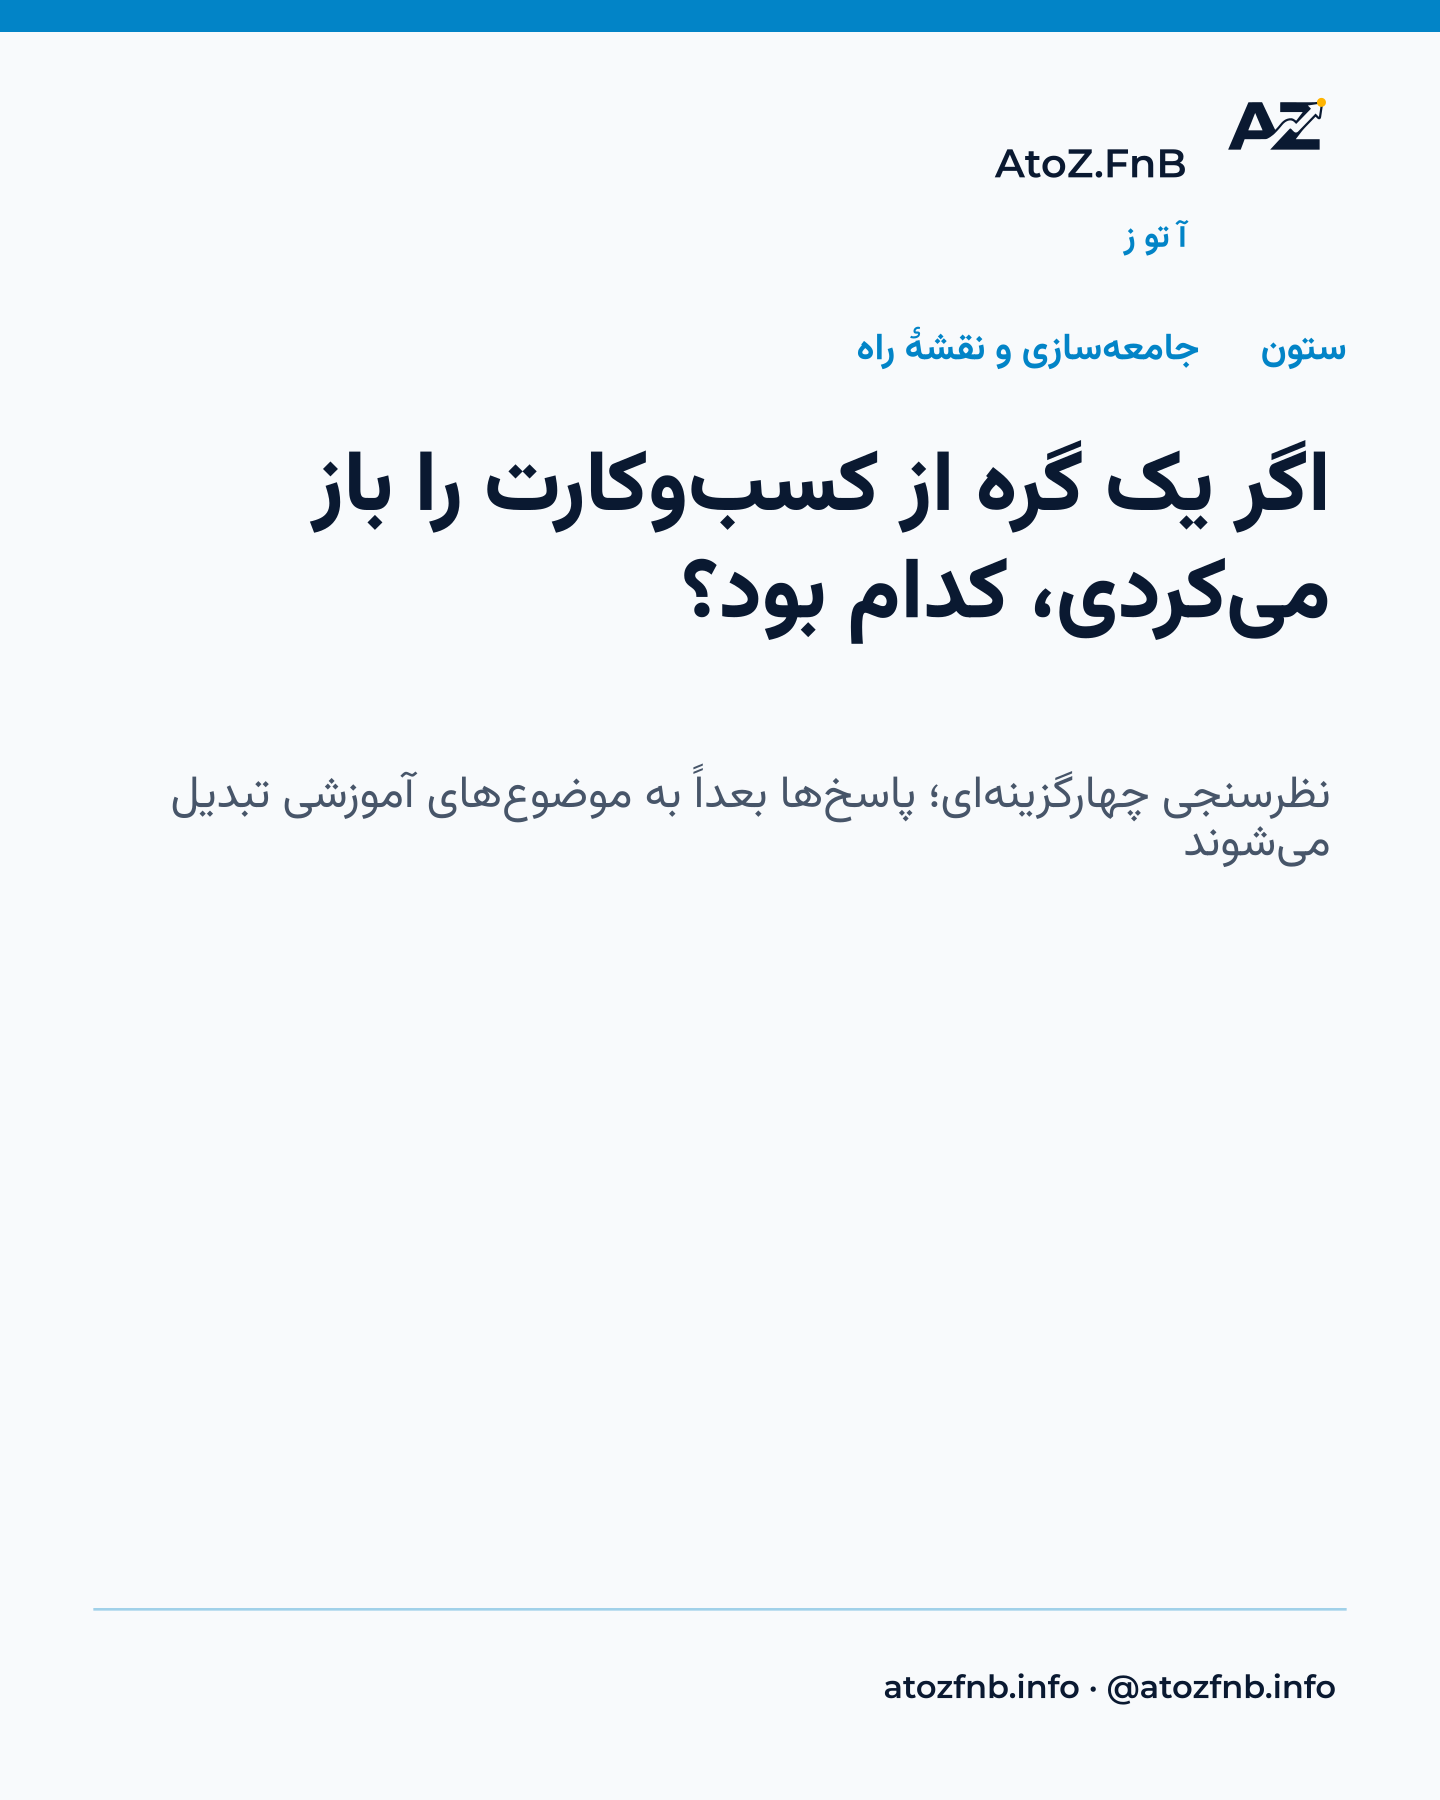 AZ
AtoZ.FnB
آ تو ز
ستون جامعه‌سازی و نقشهٔ راه
اگر یک گره از کسب‌وکارت را باز
می‌کردی، کدام بود؟
نظرسنجی چهارگزینه‌ای؛ پاسخ‌ها بعداً به موضوع‌های آموزشی تبدیل
می‌شوند
atozfnb.info · @atozfnb.info